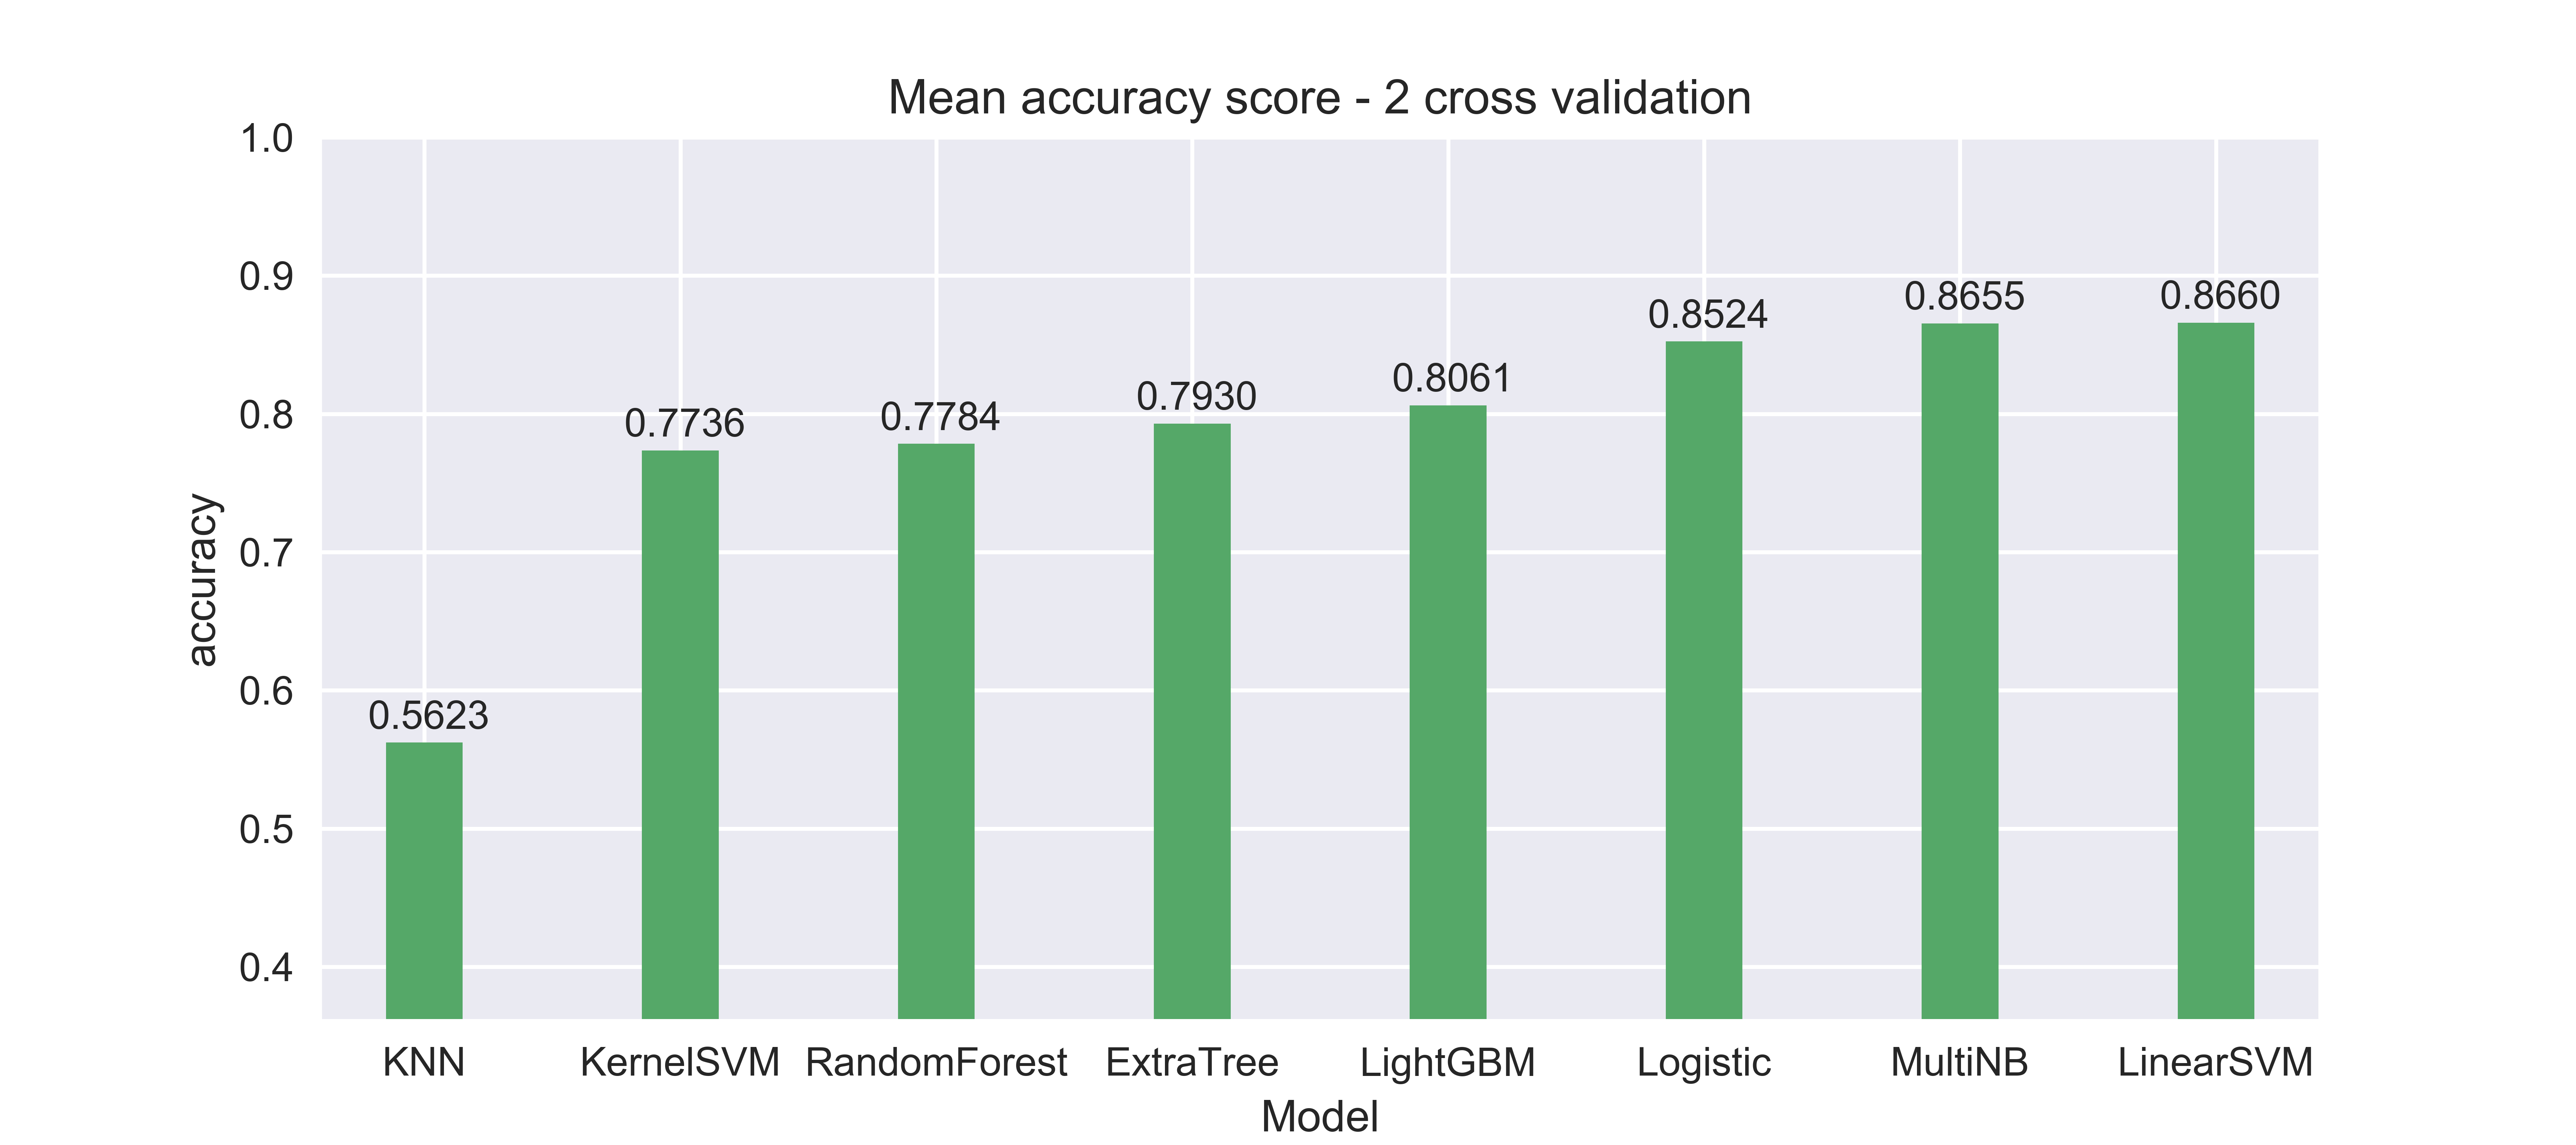 Mean accuracy score - 2 cross validation
1.0
0.9
0.8
0.7
0.6
0.5
0.4
accuracy
0.5623
0.7736
0.7784
0.7930
0.8061
0.8524
0.8655
0.8660
KNN
KernelSVM
RandomForest
ExtraTree
LightGBM
Logistic
MultiNB
LinearSVM
Model